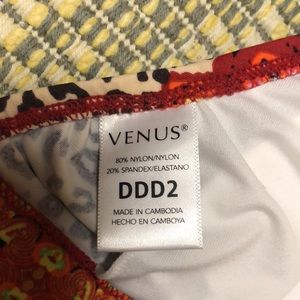 VENUS®
80% NYLON/NYLON
20% SPANDEX/ELASTANO
DDD2
MADE IN CAMBODIA
HECHO EN CAMBOYA